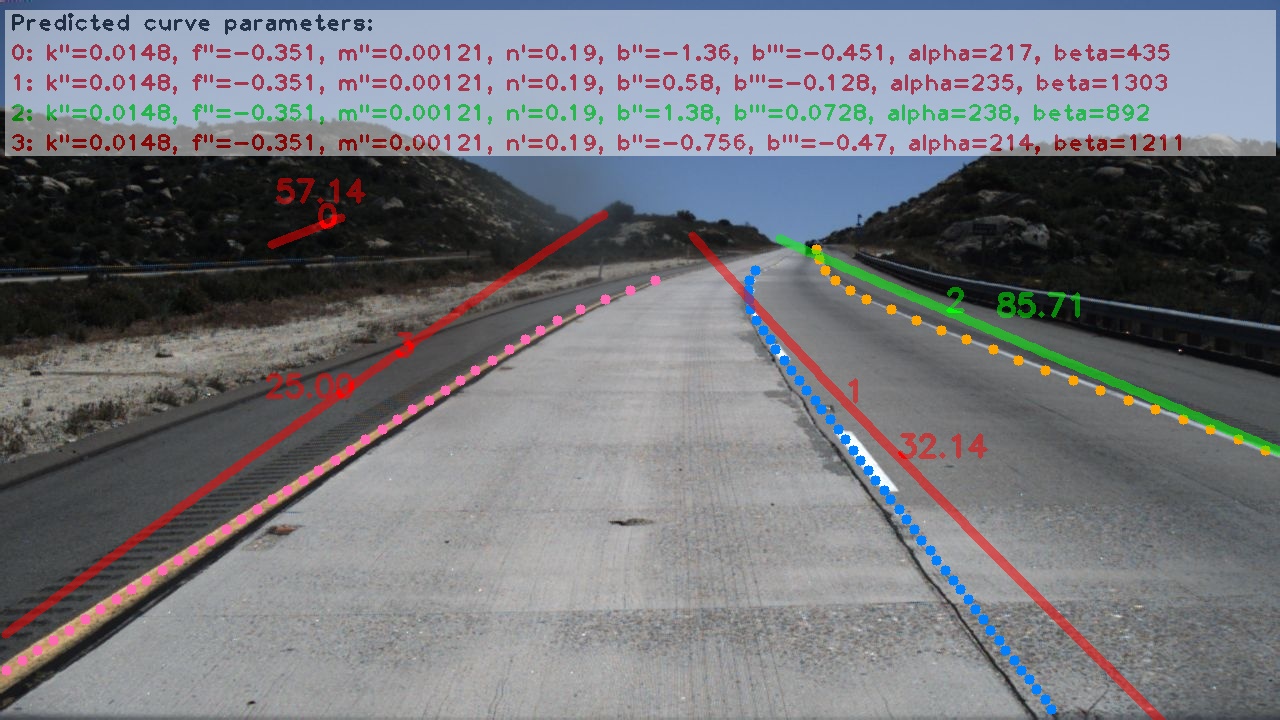 Predicted curve parameters:
0: k''=0.0148, f''=-0.351, m''=0.00121, n'=0.19, b''=-1.36, b'''=-0.451, alpha=217, beta=435
1: k''=0.0148, f''=-0.351, m''=0.00121, n'=0.19, b''=0.58, b'''=-0.128, alpha=235, beta=1303
2: k''=0.0148, f''=-0.351, m''=0.00121, n'=0.19, b''=1.38, b'''=0.0728, alpha=238, beta=892
3: k''=0.0148, f''=-0.351, m''=0.00121, n'=0.19, b''=-0.756, b'''=-0.47, alpha=214, beta=1211
57.14
0
2 85.71
3
25.00
1
32.14